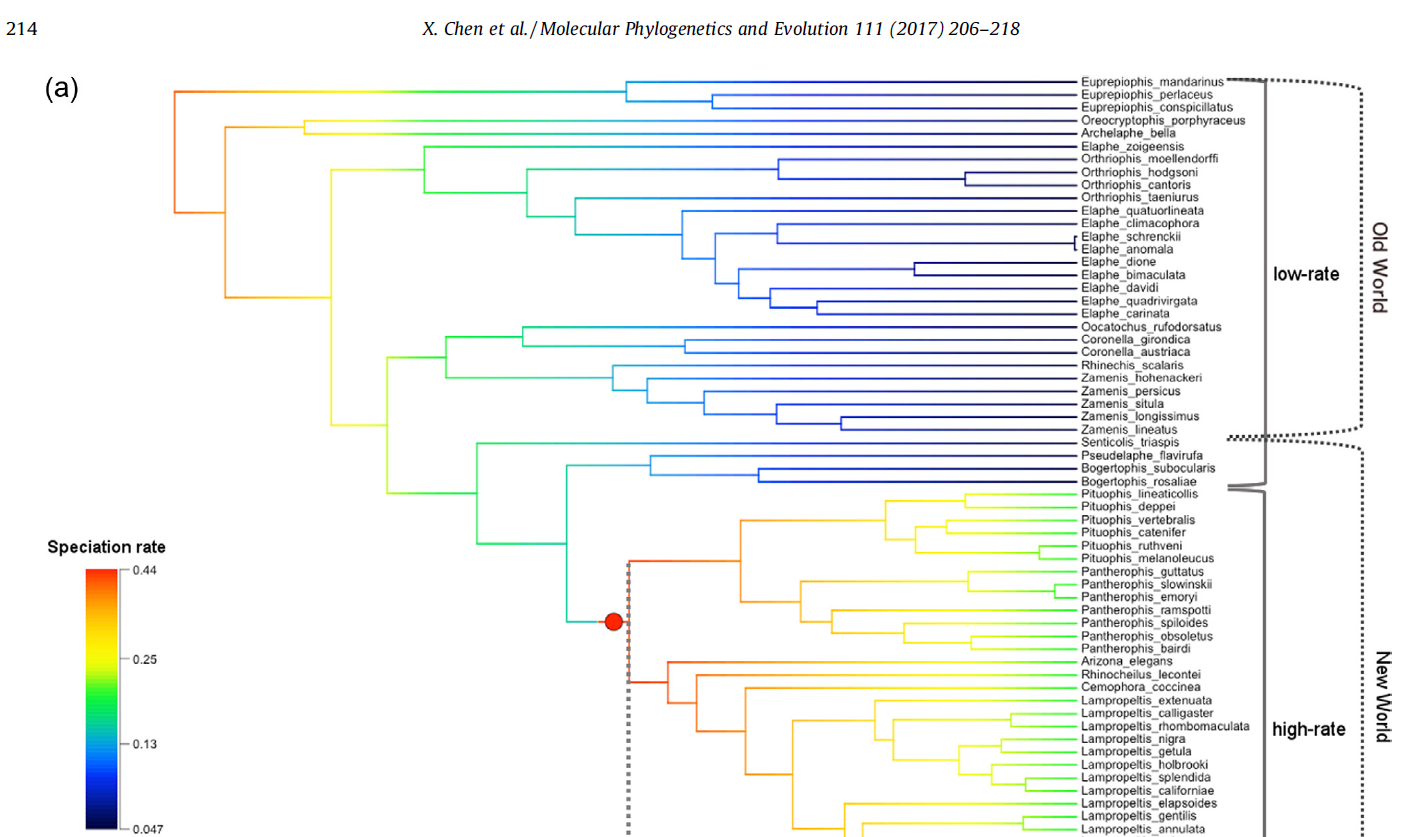 214
X. Chen et al. / Molecular Phylogenetics and Evolution 111 (2017) 206–218
(a)
Euprepiophis_mandarinus
Euprepiophis_perlaceus
Euprepiophis_conspicillatus
Oreocryptophis_porphyraceus
Archelaphe_bella
Elaphe_zoigeensis
Orthriophis_moellendorffi
Orthriophis_hodgsoni
Orthriophis_cantoris
Orthriophis_taeniurus
Elaphe_quatuorlineata
Elaphe_climacophora
Elaphe_schrenckii
Elaphe_anomala
Elaphe_dione
Elaphe_bimaculata
Elaphe_davidi
Elaphe_quadrivirgata
Elaphe_carinata
Oocatochus_rufodorsatus
Coronella_girondica
Coronella_austriaca
Rhinechis_scalaris
Zamenis_hohenackeri
Zamenis_persicus
Zamenis_situla
Zamenis_longissimus
Zamenis_lineatus
Senticolis_triaspis
Pseudelaphe_flavirufa
Bogertophis_subocularis
Bogertophis_rosaliae
Pituophis_lineaticollis
Pituophis_deppei
Pituophis_vertebralis
Pituophis_catenifer
Pituophis_ruthveni
Pituophis_melanoleucus
Pantherophis_guttatus
Pantherophis_slowinskii
Pantherophis_emoryi
Pantherophis_ramspotti
Pantherophis_spiloides
Pantherophis_obsoletus
Pantherophis_bairdi
Arizona_elegans
Rhinocheilus_lecontei
Cemophora_coccinea
Lampropeltis_extenuata
Lampropeltis_calligaster
Lampropeltis_rhombomaculata
Lampropeltis_nigra
Lampropeltis_getula
Lampropeltis_holbrooki
Lampropeltis_splendida
Lampropeltis_californiae
Lampropeltis_elapsoides
Lampropeltis_gentilis
Lampropeltis_annulata
low-rate
Old World
high-rate
New World
Speciation rate
0.44
0.25
0.13
0.047